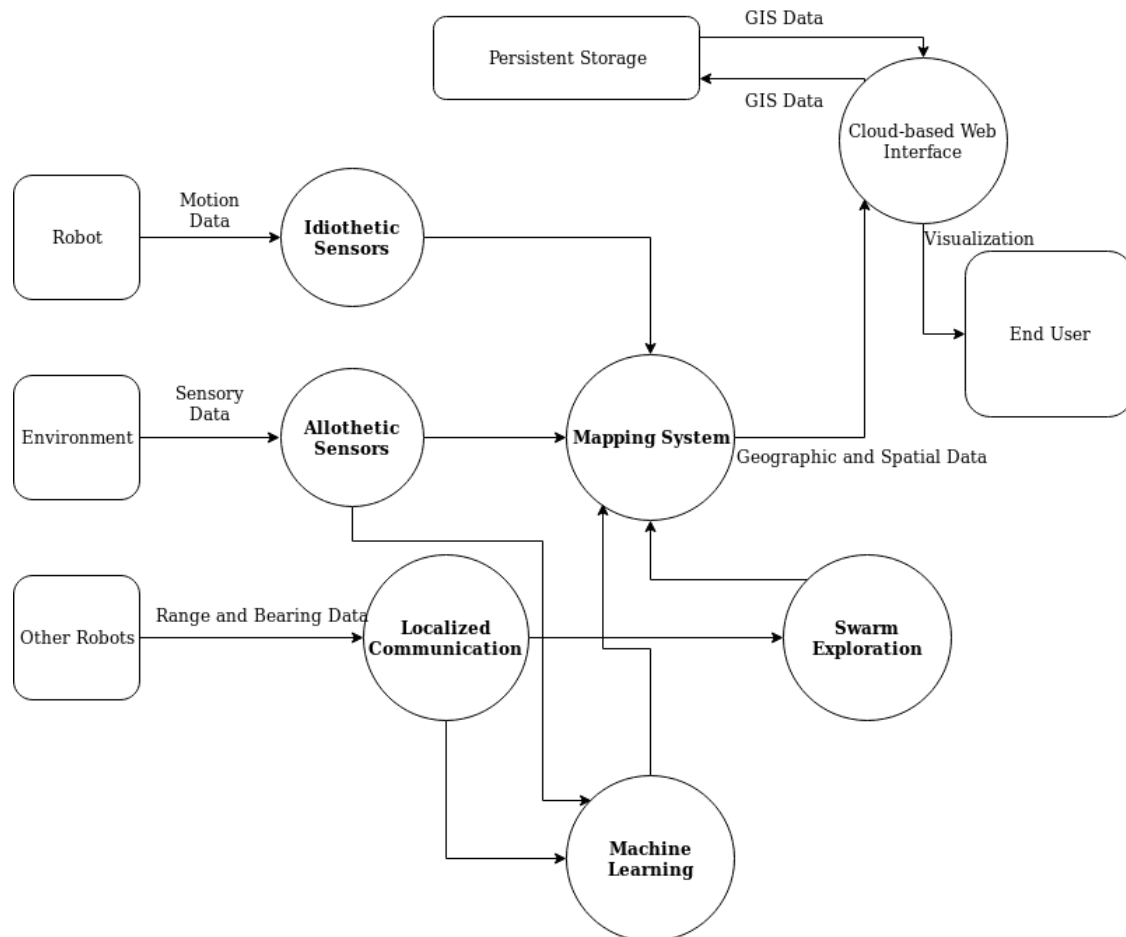 GIS Data
Persistent Storage
GIS Data
Cloud-based Web
Interface
Motion
Data
Robot
Idiothetic
Sensors
Visualization
End User
Sensory
Data
Environment
Allothetic
Sensors
Mapping System
Geographic and Spatial Data
Other Robots
Range and Bearing Data
Localized
Communication
Swarm
Exploration
Machine
Learning